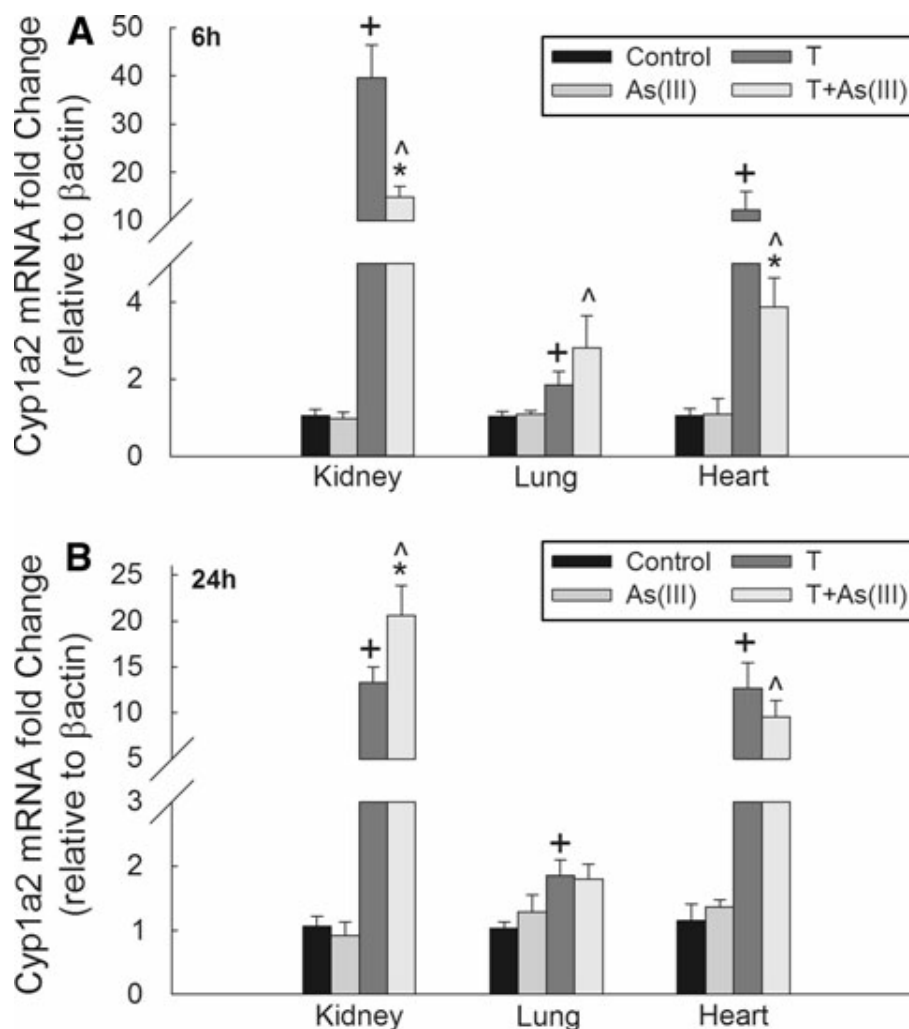 A
6h
Cyp1a2 mRNA fold Change
(relative to βactin)
50
40
30
20
10
4
2
0
Control
T
As(III)
T+As(III)
+
^
*
+
^
+
^
*
Kidney
Lung
Heart
B
24h
Cyp1a2 mRNA fold Change
(relative to βactin)
25
20
15
10
5
3
2
1
0
Control
T
As(III)
T+As(III)
+
^
*
+
+
^
Kidney
Lung
Heart